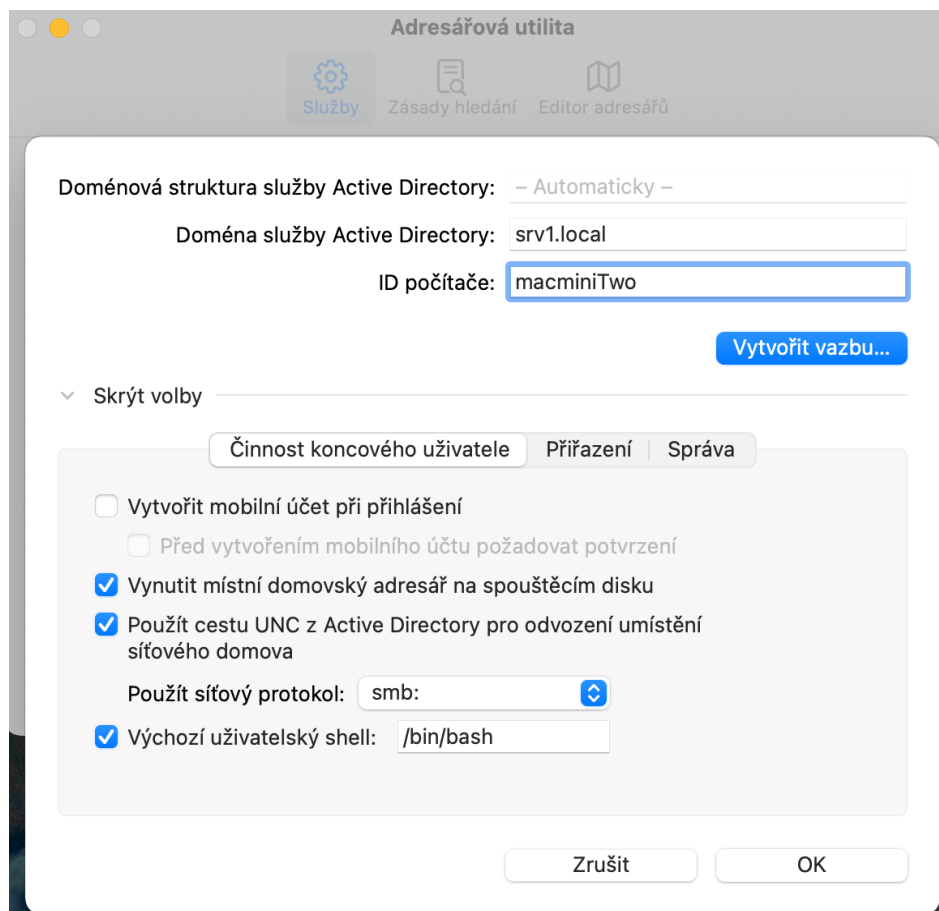 Adresářová utilita
Služby
Zásady hledání
Editor adresářů
Doménová struktura služby Active Directory:
– Automaticky –
Doména služby Active Directory:
srv1.local
ID počítače:
macminiTwo
Vytvořit vazbu...
Skrýt volby
Činnost koncového uživatele
Přiřazení
Správa
Vytvořit mobilní účet při přihlášení
Před vytvořením mobilního účtu požadovat potvrzení
Vynutit místní domovský adresář na spouštěcím disku
Použít cestu UNC z Active Directory pro odvození umístění
síťového domova
Použít síťový protokol:
smb:
Výchozí uživatelský shell:
/bin/bash
Zrušit
OK